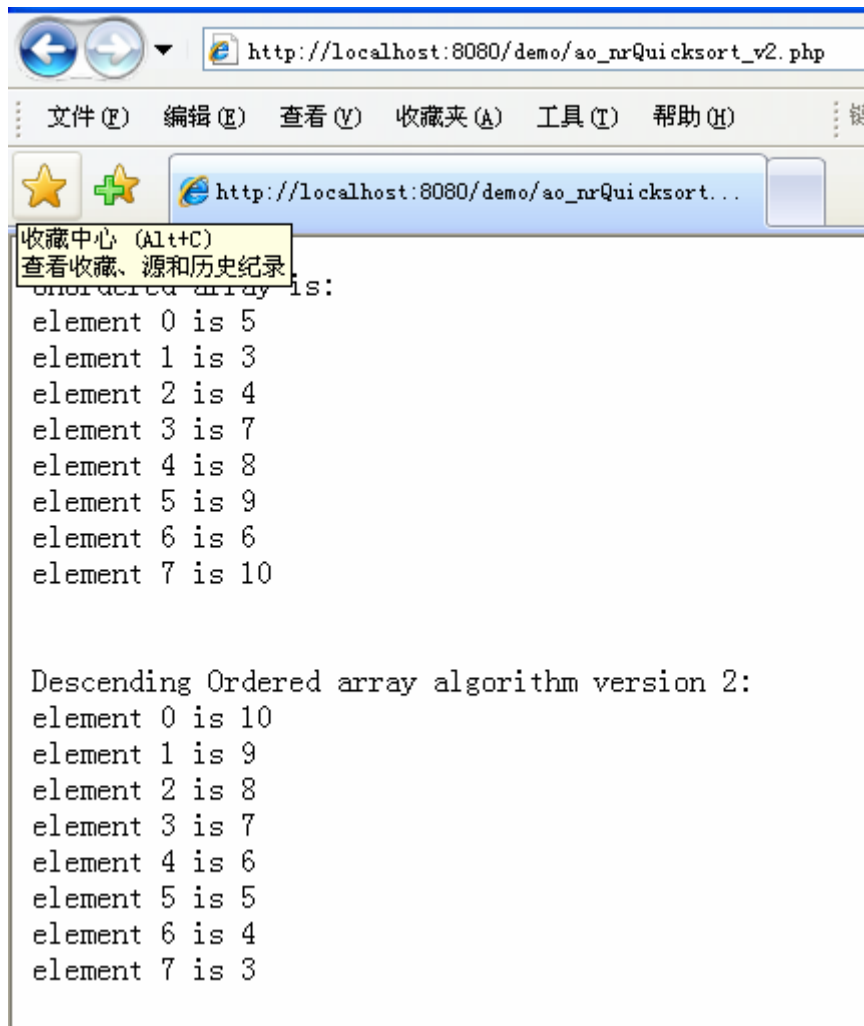 http://localhost:8080/demo/ao_nrQuicksort_v2.php
文件(F) 编辑(E) 查看(V) 收藏夹(A) 工具(T) 帮助(H)
http://localhost:8080/demo/ao_nrQuicksort...
收藏中心 (Alt+C)
查看收藏、源和历史纪录
is:
element 0 is 5
element 1 is 3
element 2 is 4
element 3 is 7
element 4 is 8
element 5 is 9
element 6 is 6
element 7 is 10
Descending Ordered array algorithm version 2:
element 0 is 10
element 1 is 9
element 2 is 8
element 3 is 7
element 4 is 6
element 5 is 5
element 6 is 4
element 7 is 3